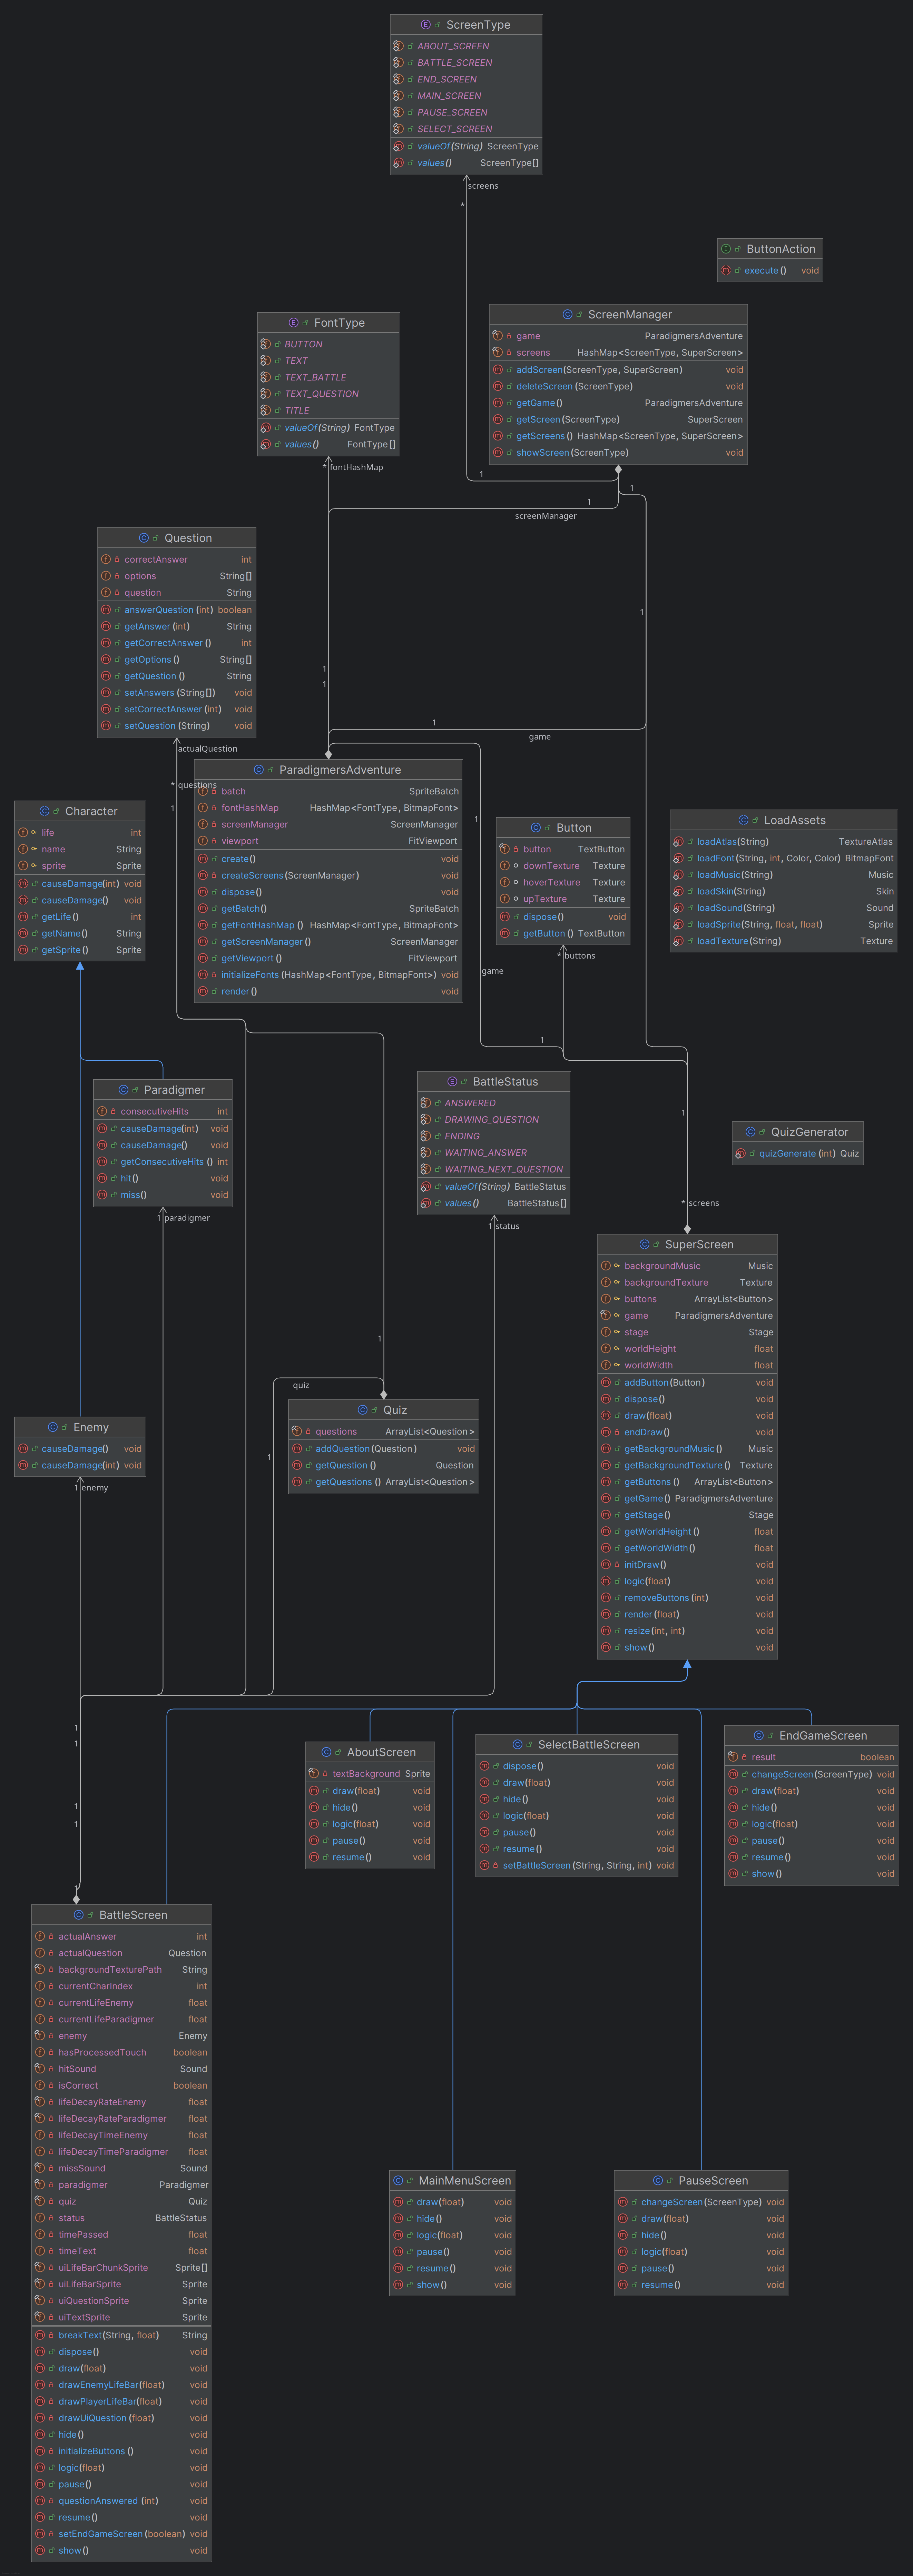 ScreenType
ABOUT_SCREEN
BATTLE_SCREEN
END_SCREEN
MAIN_SCREEN
PAUSE_SCREEN
SELECT_SCREEN
valueOf(String) ScreenType
values() ScreenType[]
screens
*
ButtonAction
execute() void
FontType
BUTTON
TEXT
TEXT_BATTLE
TEXT_QUESTION
TITLE
valueOf(String) FontType
values() FontType[]
* fontHashMap
ScreenManager
game ParadigmersAdventure
screens HashMap<ScreenType, SuperScreen>
addScreen(ScreenType, SuperScreen) void
deleteScreen(ScreenType) void
getGame() ParadigmersAdventure
getScreen(ScreenType) SuperScreen
getScreens() HashMap<ScreenType, SuperScreen>
showScreen(ScreenType) void
1
1
1
screenManager
1
1
1
1
game
Question
correctAnswer int
options String[]
question String
answerQuestion(int) boolean
getAnswer(int) String
getCorrectAnswer() int
getOptions() String[]
getQuestion() String
setAnswers(String[]) void
setCorrectAnswer(int) void
setQuestion(String) void
actualQuestion
* questions
1
ParadigmersAdventure
batch SpriteBatch
fontHashMap HashMap<FontType, BitmapFont>
screenManager ScreenManager
viewport FitViewport
create() void
createScreens(ScreenManager) void
dispose() void
getBatch() SpriteBatch
getFontHashMap() HashMap<FontType, BitmapFont>
getScreenManager() ScreenManager
getViewport() FitViewport
initializeFonts(HashMap<FontType, BitmapFont>) void
render() void
Character
life int
name String
sprite Sprite
causeDamage(int) void
causeDamage() void
getLife() int
getName() String
getSprite() Sprite
1
game
1
Button
button TextButton
downTexture Texture
hoverTexture Texture
upTexture Texture
dispose() void
getButton() TextButton
* buttons
LoadAssets
loadAtlas(String) TextureAtlas
loadFont(String, int, Color, Color) BitmapFont
loadMusic(String) Music
loadSkin(String) Skin
loadSound(String) Sound
loadSprite(String, float, float) Sprite
loadTexture(String) Texture
Paradigmer
consecutiveHits int
causeDamage(int) void
causeDamage() void
getConsecutiveHits() int
hit() void
miss() void
1 paradigmer
BattleStatus
ANSWERED
DRAWING_QUESTION
ENDING
WAITING_ANSWER
WAITING_NEXT_QUESTION
valueOf(String) BattleStatus
values() BattleStatus[]
1 status
QuizGenerator
quizGenerate(int) Quiz
1
* screens
SuperScreen
backgroundMusic Music
backgroundTexture Texture
buttons ArrayList<Button>
game ParadigmersAdventure
stage Stage
worldHeight float
worldWidth float
addButton(Button) void
dispose() void
draw(float) void
endDraw() void
getBackgroundMusic() Music
getBackgroundTexture() Texture
getButtons() ArrayList<Button>
getGame() ParadigmersAdventure
getStage() Stage
getWorldHeight() float
getWorldWidth() float
initDraw() void
logic(float) void
removeButtons(int) void
render(float) void
resize(int, int) void
show() void
1
quiz
1
Quiz
questions ArrayList<Question>
addQuestion(Question) void
getQuestion() Question
getQuestions() ArrayList<Question>
Enemy
causeDamage() void
causeDamage(int) void
1 enemy
1
1
1
1
1
AboutScreen
textBackground Sprite
draw(float) void
hide() void
logic(float) void
pause() void
resume() void
SelectBattleScreen
dispose() void
draw(float) void
hide() void
logic(float) void
pause() void
resume() void
setBattleScreen(String, String, int) void
EndGameScreen
result boolean
changeScreen(ScreenType) void
draw(float) void
hide() void
logic(float) void
pause() void
resume() void
show() void
BattleScreen
actualAnswer int
actualQuestion Question
backgroundTexturePath String
currentCharIndex int
currentLifeEnemy float
currentLifeParadigmer float
enemy Enemy
hasProcessedTouch boolean
hitSound Sound
isCorrect boolean
lifeDecayRateEnemy float
lifeDecayRateParadigmer float
lifeDecayTimeEnemy float
lifeDecayTimeParadigmer float
missSound Sound
paradigmer Paradigmer
quiz Quiz
status BattleStatus
timePassed float
timeText float
uiLifeBarChunkSprite Sprite[]
uiLifeBarSprite Sprite
uiQuestionSprite Sprite
uiTextSprite Sprite
breakText(String, float) String
dispose() void
draw(float) void
drawEnemyLifeBar(float) void
drawPlayerLifeBar(float) void
drawUiQuestion(float) void
hide() void
initializeButtons() void
logic(float) void
pause() void
questionAnswered(int) void
resume() void
setEndGameScreen(boolean) void
show() void
MainMenuScreen
draw(float) void
hide() void
logic(float) void
pause() void
resume() void
show() void
PauseScreen
changeScreen(ScreenType) void
draw(float) void
hide() void
logic(float) void
pause() void
resume() void